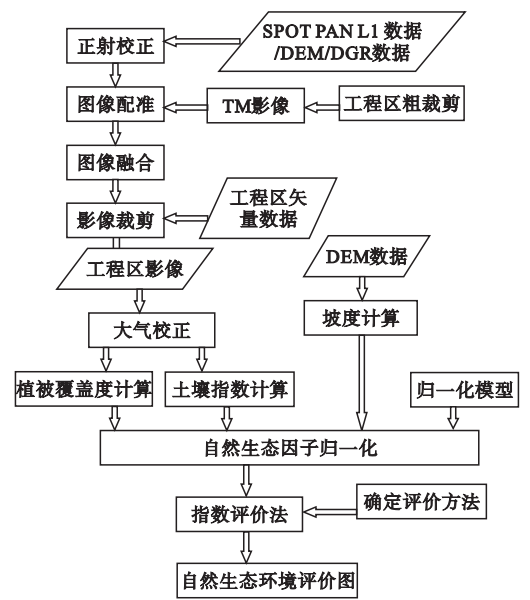 正射校正
SPOT PAN L1 数据
/DEM/DGR数据
图像配准
TM影像
工程区粗裁剪
图像融合
影像裁剪
工程区矢
量数据
工程区影像
DEM数据
大气校正
坡度计算
植被覆盖度计算
土壤指数计算
归一化模型
自然生态因子归一化
指数评价法
确定评价方法
自然生态环境评价图